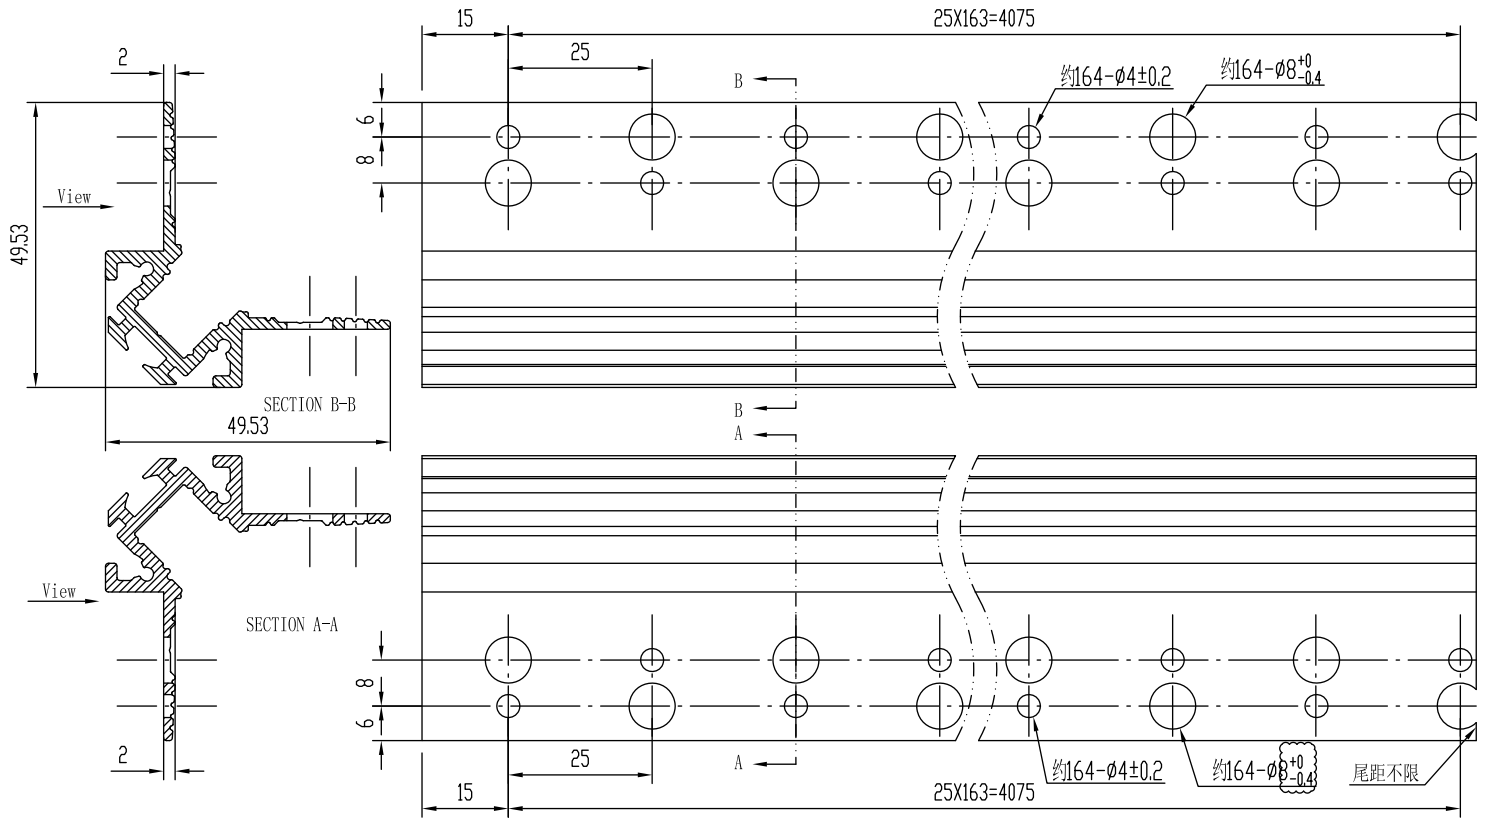 15
25X163=4075
2
25
B
约164-Ø4±0.2
约164-Ø8+0-0.4
6
8
View
49.53
SECTION B-B
B
49.53
A
View
SECTION A-A
8
6
2
25
A
约164-Ø4±0.2
约164-Ø8+0-0.4
尾距不限
15
25X163=4075